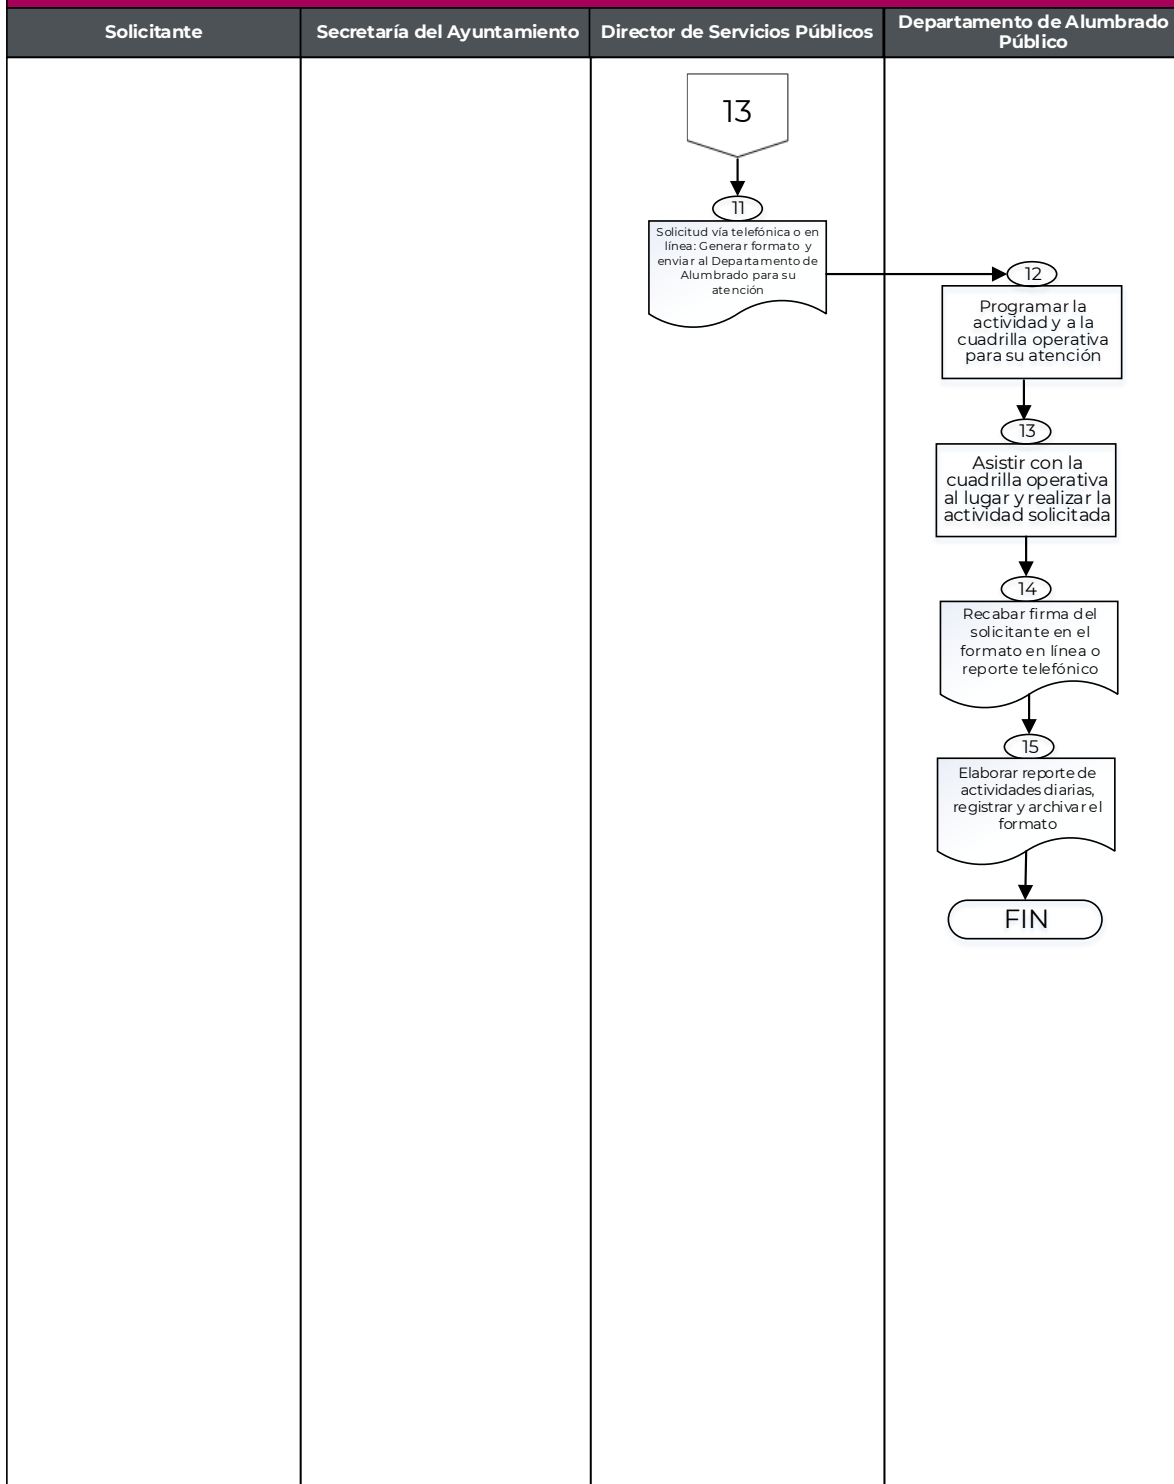 Solicitante
Secretaría del Ayuntamiento
Director de Servicios Públicos
Departamento de Alumbrado
Público
13
11
Solicitud vía telefónica o en
línea: Generar formato y
enviar al Departamento de
Alumbrado para su
atención
12
Programar la
actividad y a la
cuadrilla operativa
para su atención
13
Asistir con la
cuadrilla operativa
al lugar y realizar la
actividad solicitada
14
Recabar firma del
solicitante en el
formato en línea o
reporte telefónico
15
Elaborar reporte de
actividades diarias,
registrar y archivar el
formato
FIN